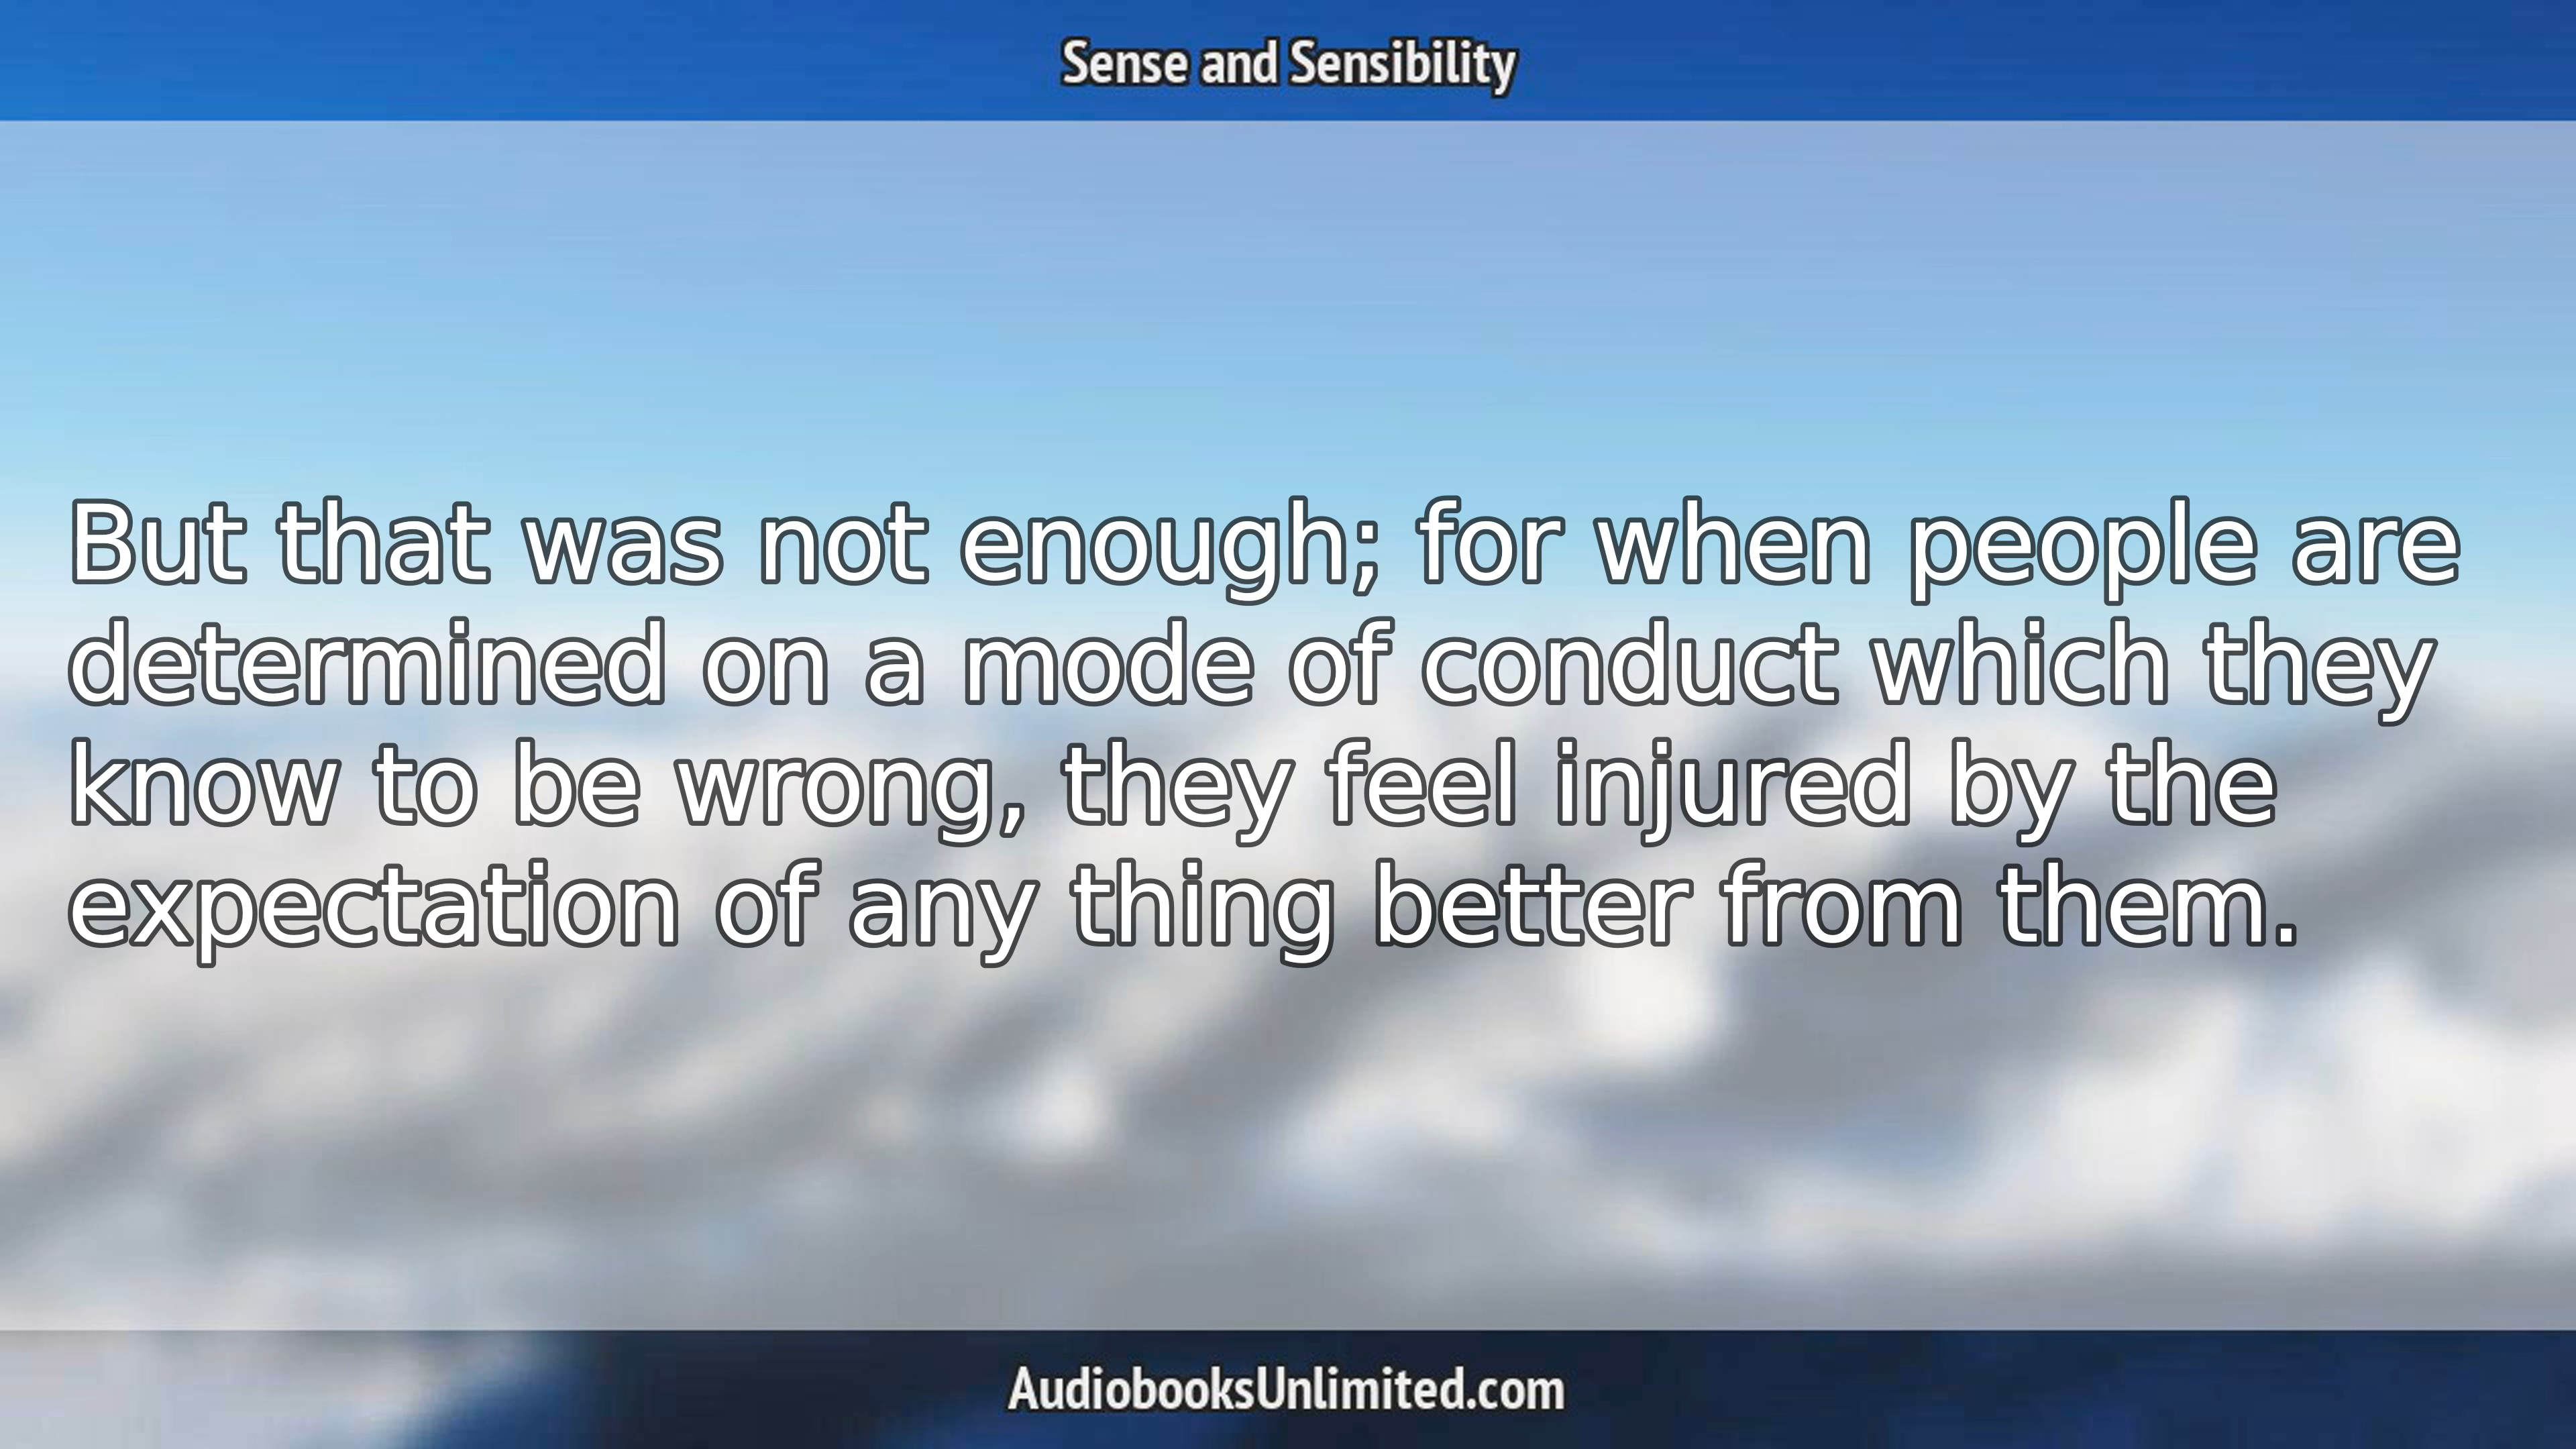 Sense and Sensibility
But that was not enough; for when people are
determined on a mode of conduct which they
know to be wrong, they feel injured by the
expectation of any thing better from them.
AudiobooksUnlimited.com